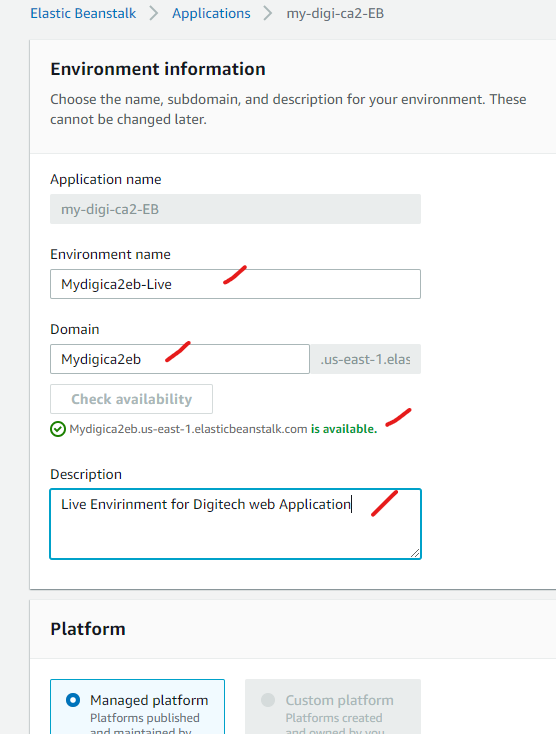 Elastic Beanstalk > Applications > my-digi-ca2-EB
Environment information
Choose the name, subdomain, and description for your environment. These
cannot be changed later.
Application name
my-digi-ca2-EB
Environment name
Mydigica2eb-Live
Domain
Mydigica2eb .us-east-1.elas
Check availability
Mydigica2eb.us-east-1.elasticbeanstalk.com is available.
Description
Live Envirinment for Digitech web Application
Platform
Managed platform Custom platform
Platforms published Platforms created
and maintained by and owned by you